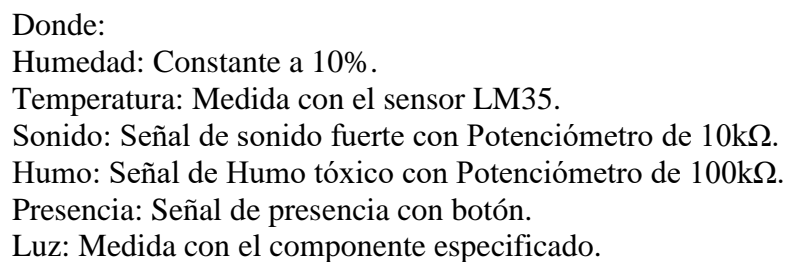 Donde:
Humedad: Constante a 10%.
Temperatura: Medida con el sensor LM35.
Sonido: Señal de sonido fuerte con Potenciómetro de 10kΩ.
Humo: Señal de Humo tóxico con Potenciómetro de 100kΩ.
Presencia: Señal de presencia con botón.
Luz: Medida con el componente especificado.